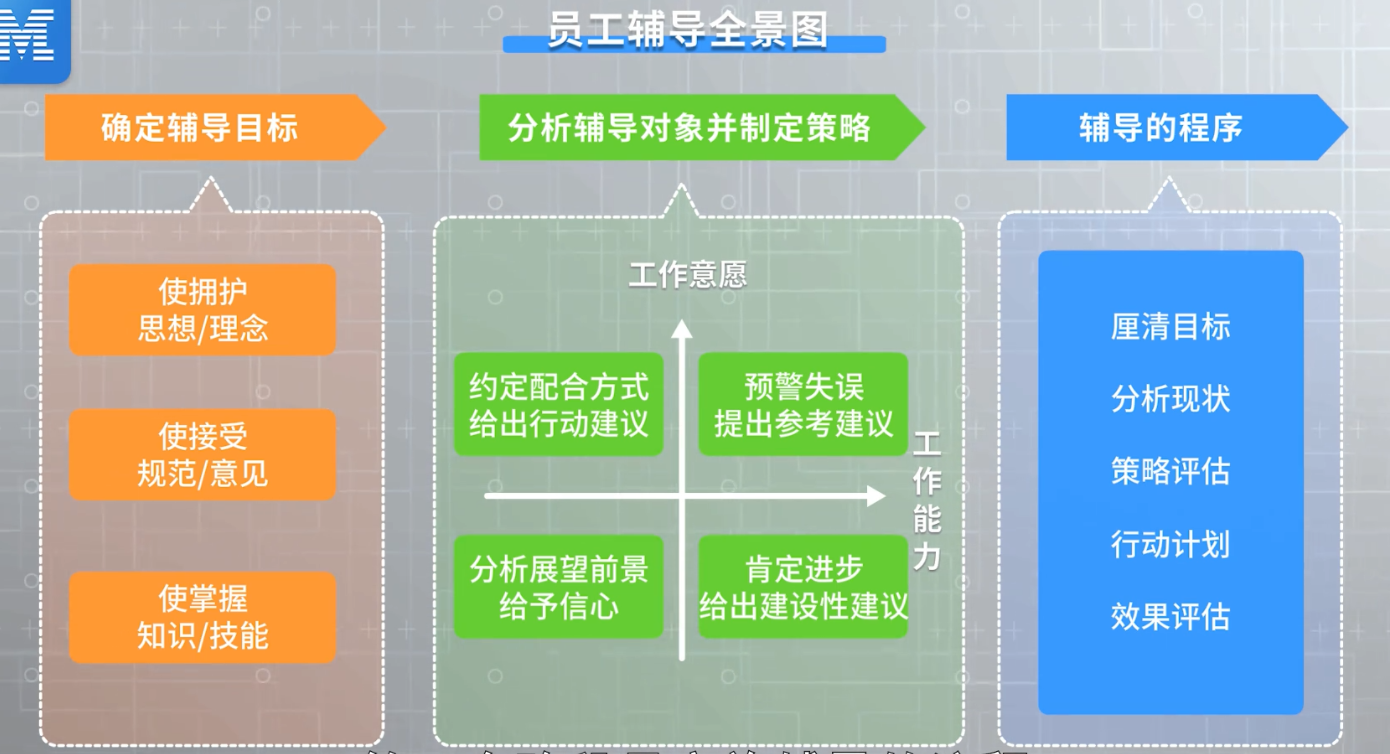 M
员工辅导全景图
确定辅导目标
使拥护
思想/理念
使接受
规范/意见
使掌握
知识/技能
分析辅导对象并制定策略
工作意愿
约定配合方式
给出行动建议
预警失误
提出参考建议
工作能力
分析展望前景
给予信心
肯定进步
给出建设性建议
辅导的程序
厘清目标
分析现状
策略评估
行动计划
效果评估